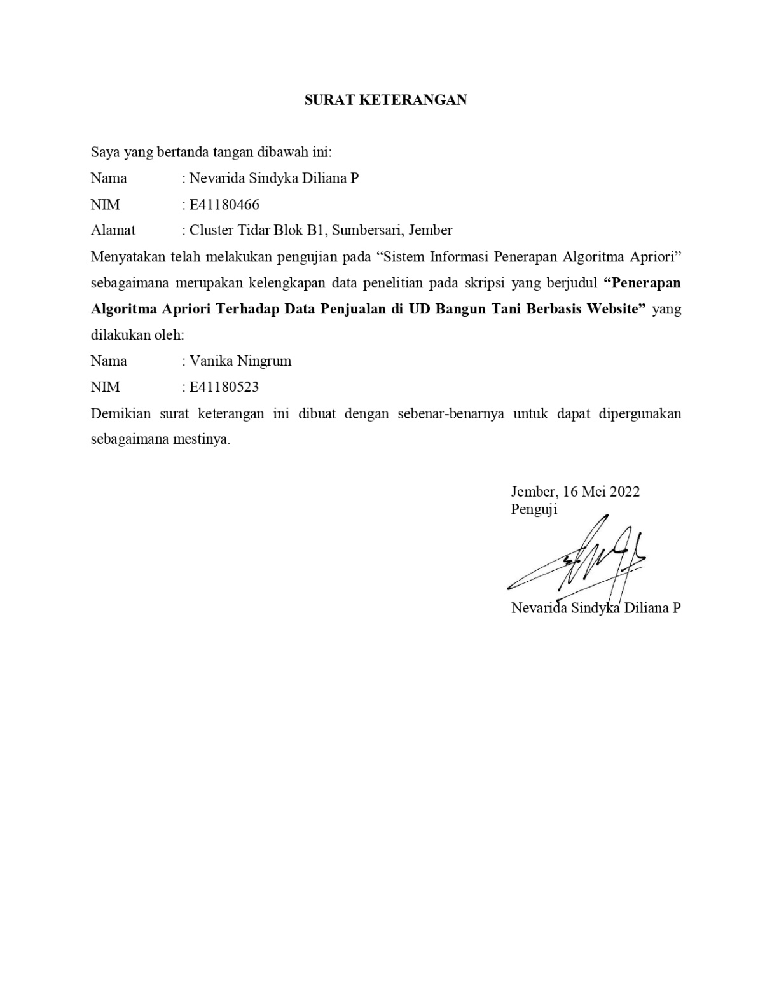 SURAT KETERANGAN
Saya yang bertanda tangan dibawah ini:
Nama : Nevarida Sindyka Diliana P
NIM : E41180466
Alamat : Cluster Tidar Blok B1, Sumbersari, Jember
Menyatakan telah melakukan pengujian pada “Sistem Informasi Penerapan Algoritma Apriori”
sebagaimana merupakan kelengkapan data penelitian pada skripsi yang berjudul “Penerapan
Algoritma Apriori Terhadap Data Penjualan di UD Bangun Tani Berbasis Website” yang
dilakukan oleh:
Nama : Vanika Ningrum
NIM : E41180523
Demikian surat keterangan ini dibuat dengan sebenar-benarnya untuk dapat dipergunakan
sebagaimana mestinya.
Jember, 16 Mei 2022
Penguji
Nevarida Sindyka Diliana P